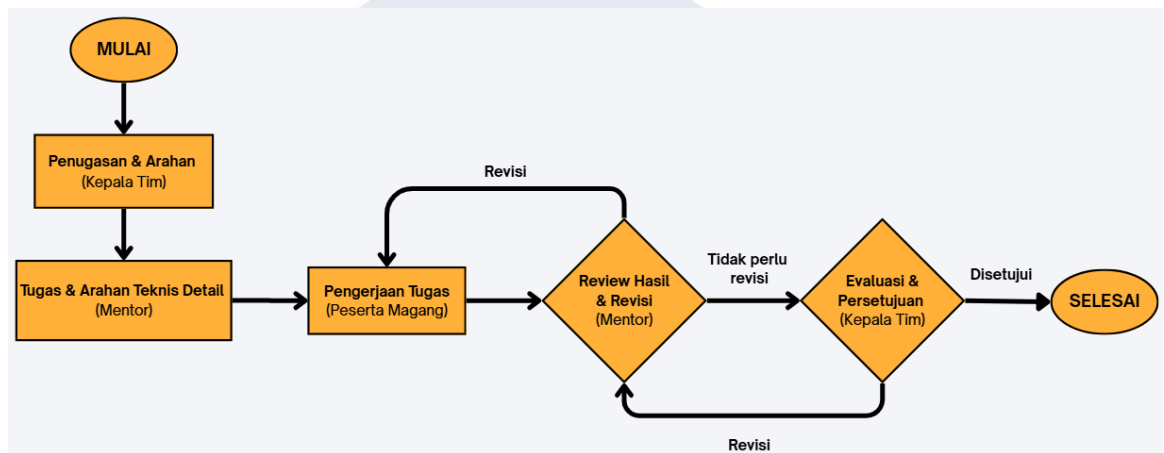 MULAI
Penugasan & Arahan
(Kepala Tim)
Tugas & Arahan Teknis Detail
(Mentor)
Pengerjaan Tugas
(Peserta Magang)
Revisi
Review Hasil
& Revisi
(Mentor)
Tidak perlu
revisi
Evaluasi &
Persetujuan
(Kepala Tim)
Disetujui
SELESAI
Revisi